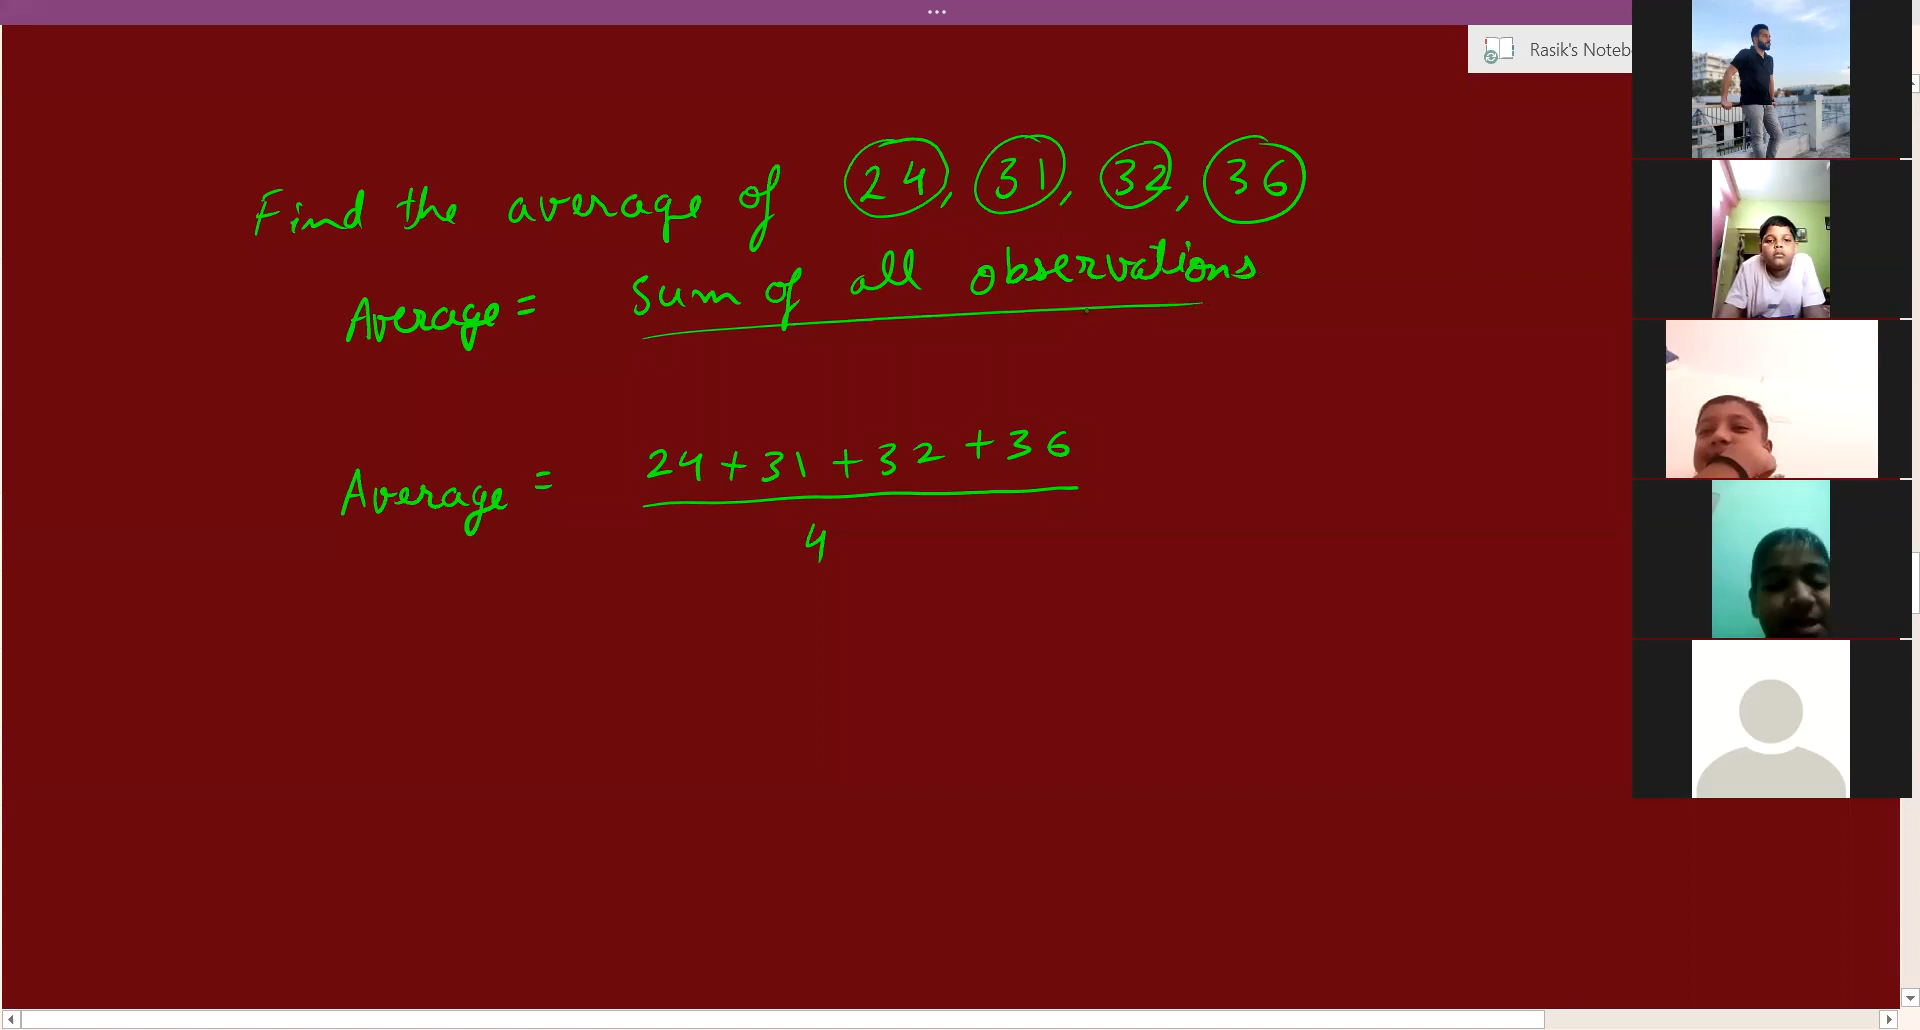 ...
Rasik's Noteb
Find the average of 24, 31, 32, 36
Average = Sum of all observations
Average = 24+31+32+36
4